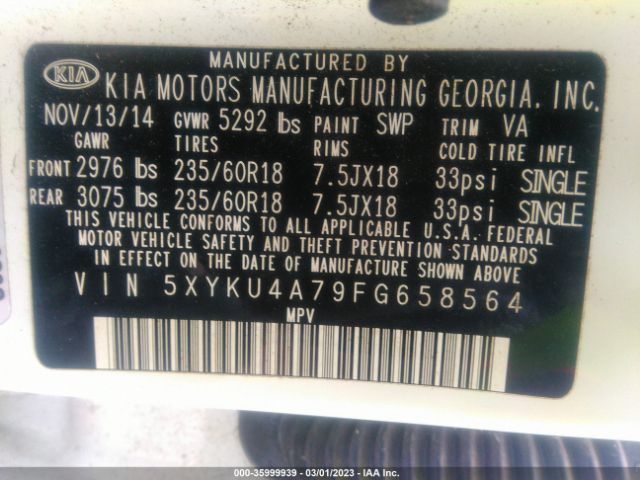 MANUFACTURED BY
KIA KIA MOTORS MANUFACTURING GEORGIA, INC.
NOV/13/14 GVWR 5292 lbs PAINT SWP TRIM VA
GAWR TIRES RIMS COLD TIRE INFL
FRONT 2976 lbs 235/60R18 7.5JX18 33psi SINGLE
REAR 3075 lbs 235/60R18 7.5JX18 33psi SINGLE
THIS VEHICLE CONFORMS TO ALL APPLICABLE U.S.A. FEDERAL
MOTOR VEHICLE SAFETY AND THEFT PREVENTION STANDARDS
IN EFFECT ON THE DATE OF MANUFACTURE SHOWN ABOVE.
VIN 5XYKU4A79FG658564
MPV
000-35999939 - 03/01/2023 - IAA Inc.